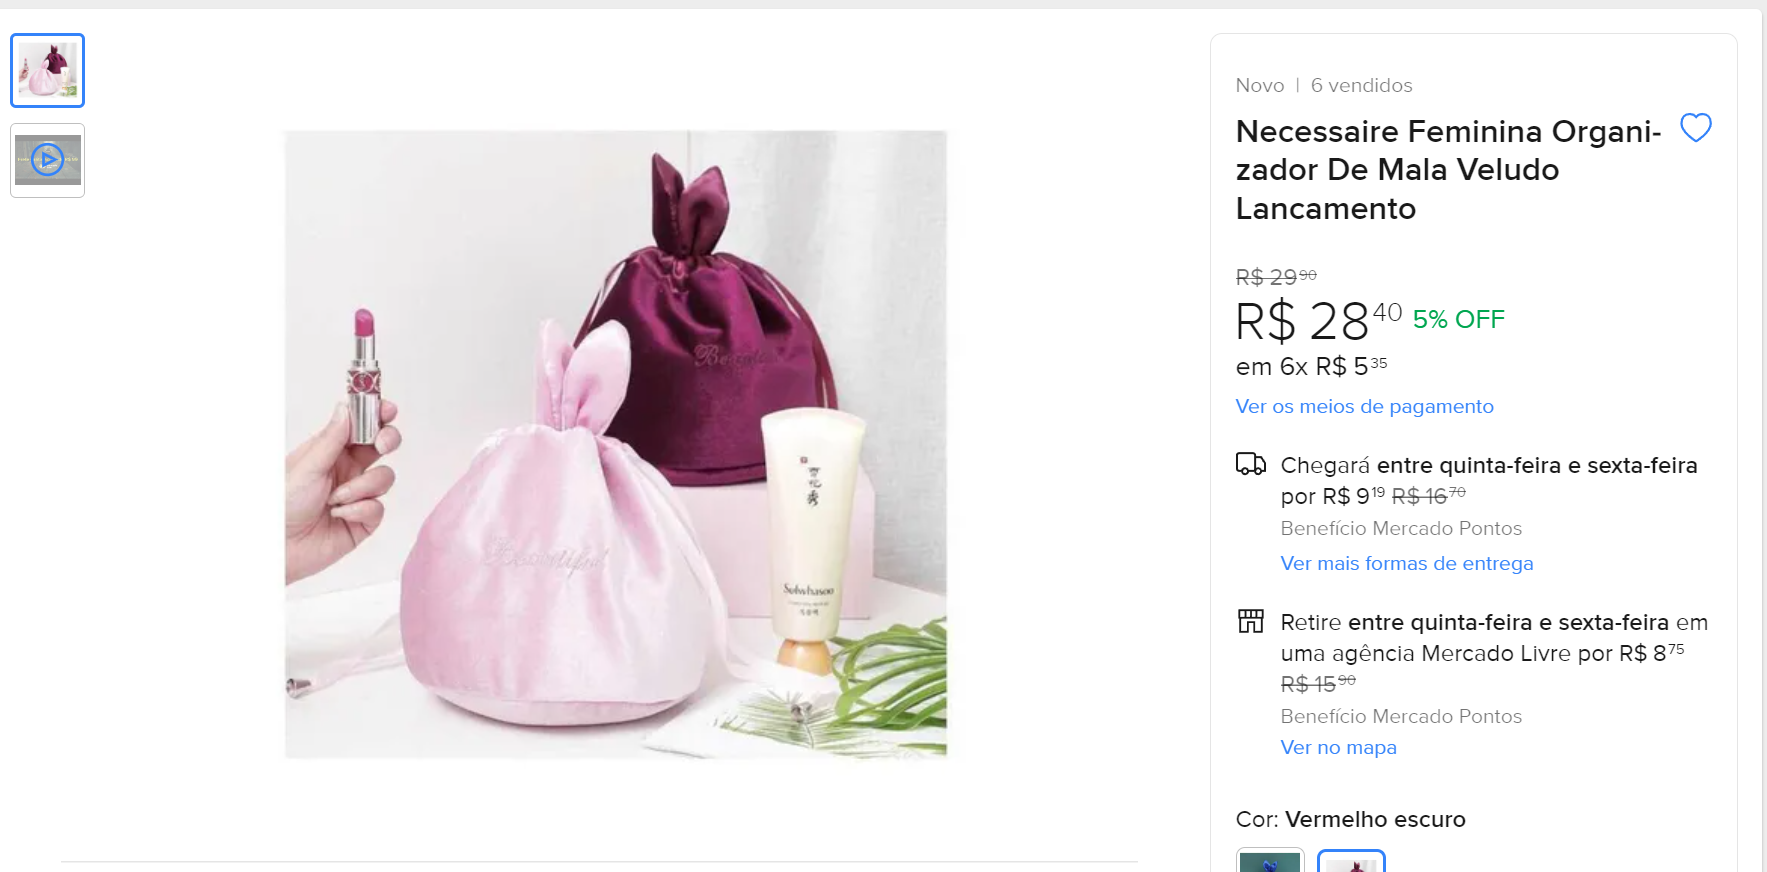 Novo | 6 vendidos
Necessaire Feminina Organi-
zador De Mala Veludo
Lancamento
R$ 29 90
R$ 28 40 5% OFF
em 6x R$ 5 35
Ver os meios de pagamento
Chegará entre quinta-feira e sexta-feira
por R$ 9 19 R$ 16 70
Benefício Mercado Pontos
Ver mais formas de entrega
Retire entre quinta-feira e sexta-feira em
uma agência Mercado Livre por R$ 8 75
R$ 15 90
Benefício Mercado Pontos
Ver no mapa
Cor: Vermelho escuro
Beautiful
Beautiful
Sulwhasoo